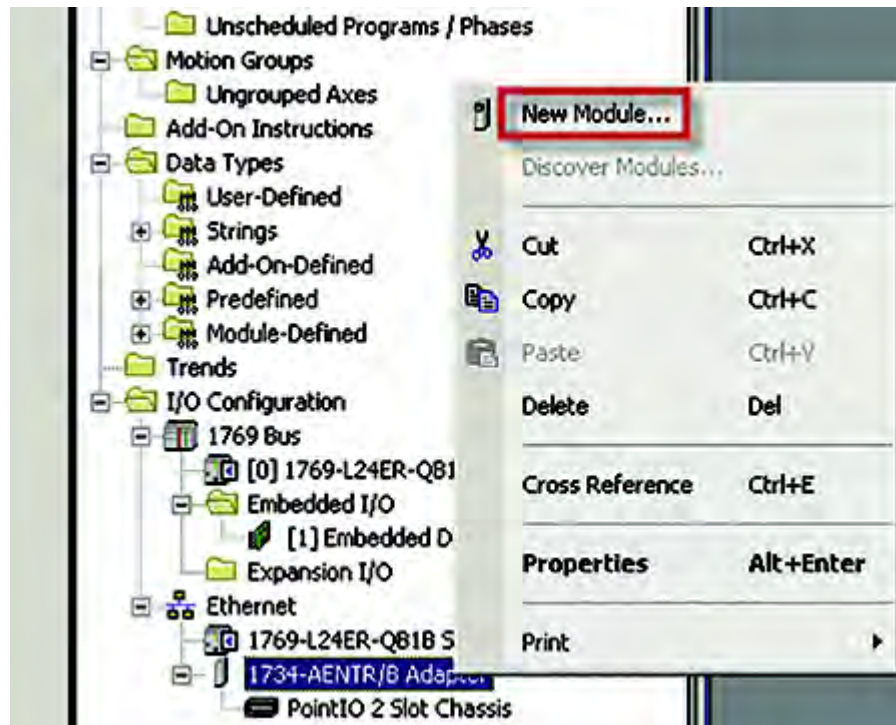 Unscheduled Programs / Phases
Motion Groups
Ungrouped Axes
Add-On Instructions
Data Types
User-Defined
Strings
Add-On-Defined
Predefined
Module-Defined
Trends
I/O Configuration
1769 Bus
[0] 1769-L24ER-QB1
Embedded I/O
[1] Embedded D
Expansion I/O
Ethernet
1769-L24ER-QB1B S
1734-AENTR/B Adapter
PointIO 2 Slot Chassis
New Module...
Discover Modules...
Cut Ctrl+X
Copy Ctrl+C
Paste Ctrl+V
Delete Del
Cross Reference Ctrl+E
Properties Alt+Enter
Print